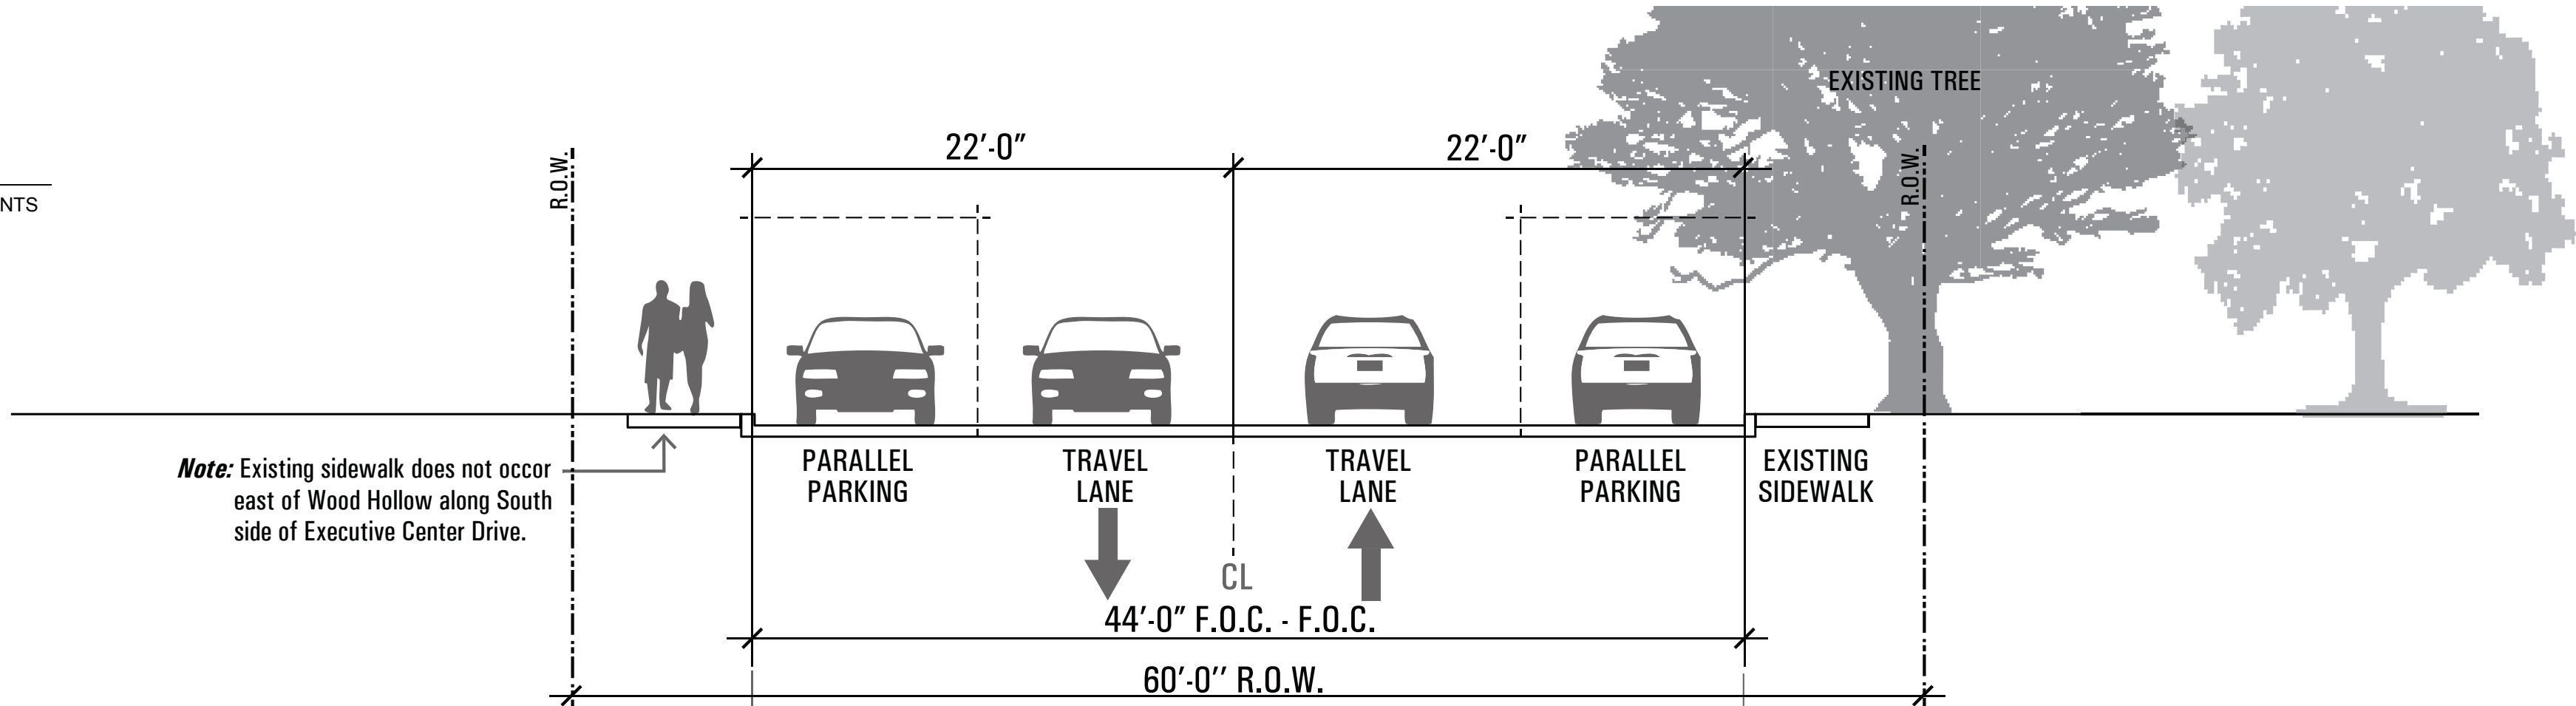 EXISTING TREE
22'-0"
22'-0"
R.O.W.
R.O.W.
NTS
Note: Existing sidewalk does not occor
east of Wood Hollow along South
side of Executive Center Drive.
PARALLEL
PARKING
TRAVEL
LANE
TRAVEL
LANE
PARALLEL
PARKING
EXISTING
SIDEWALK
CL
44'-0" F.O.C. - F.O.C.
60'-0'' R.O.W.